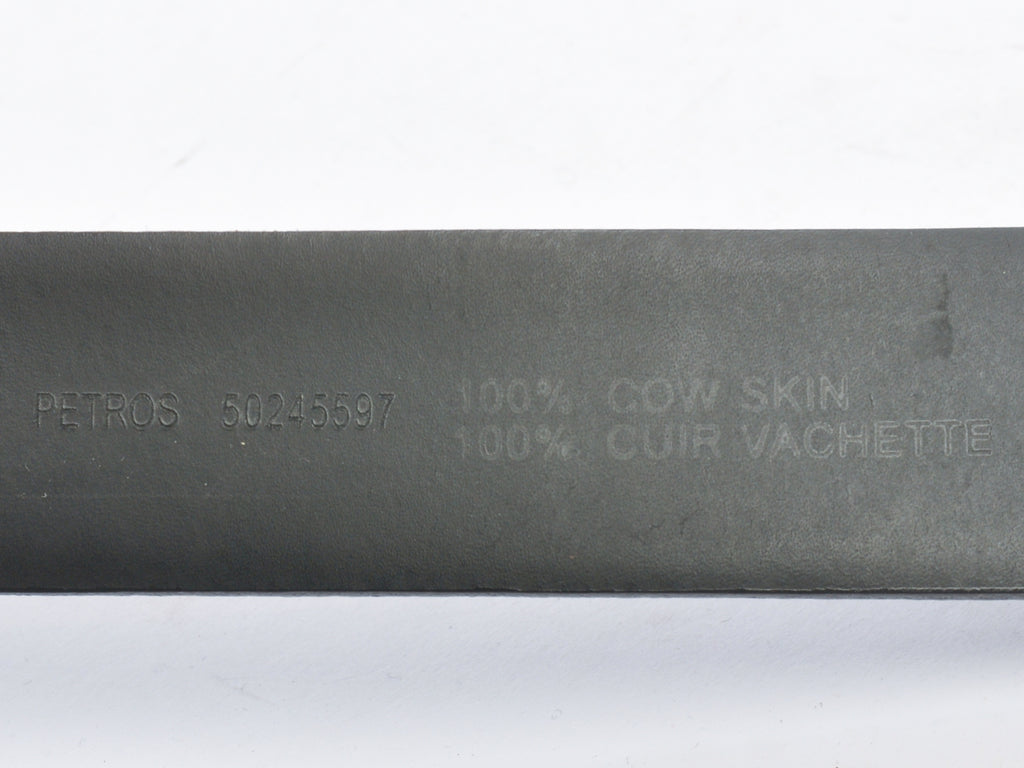 PETROS 50245597
100% COW SKIN
100% CUIR VACHETTE